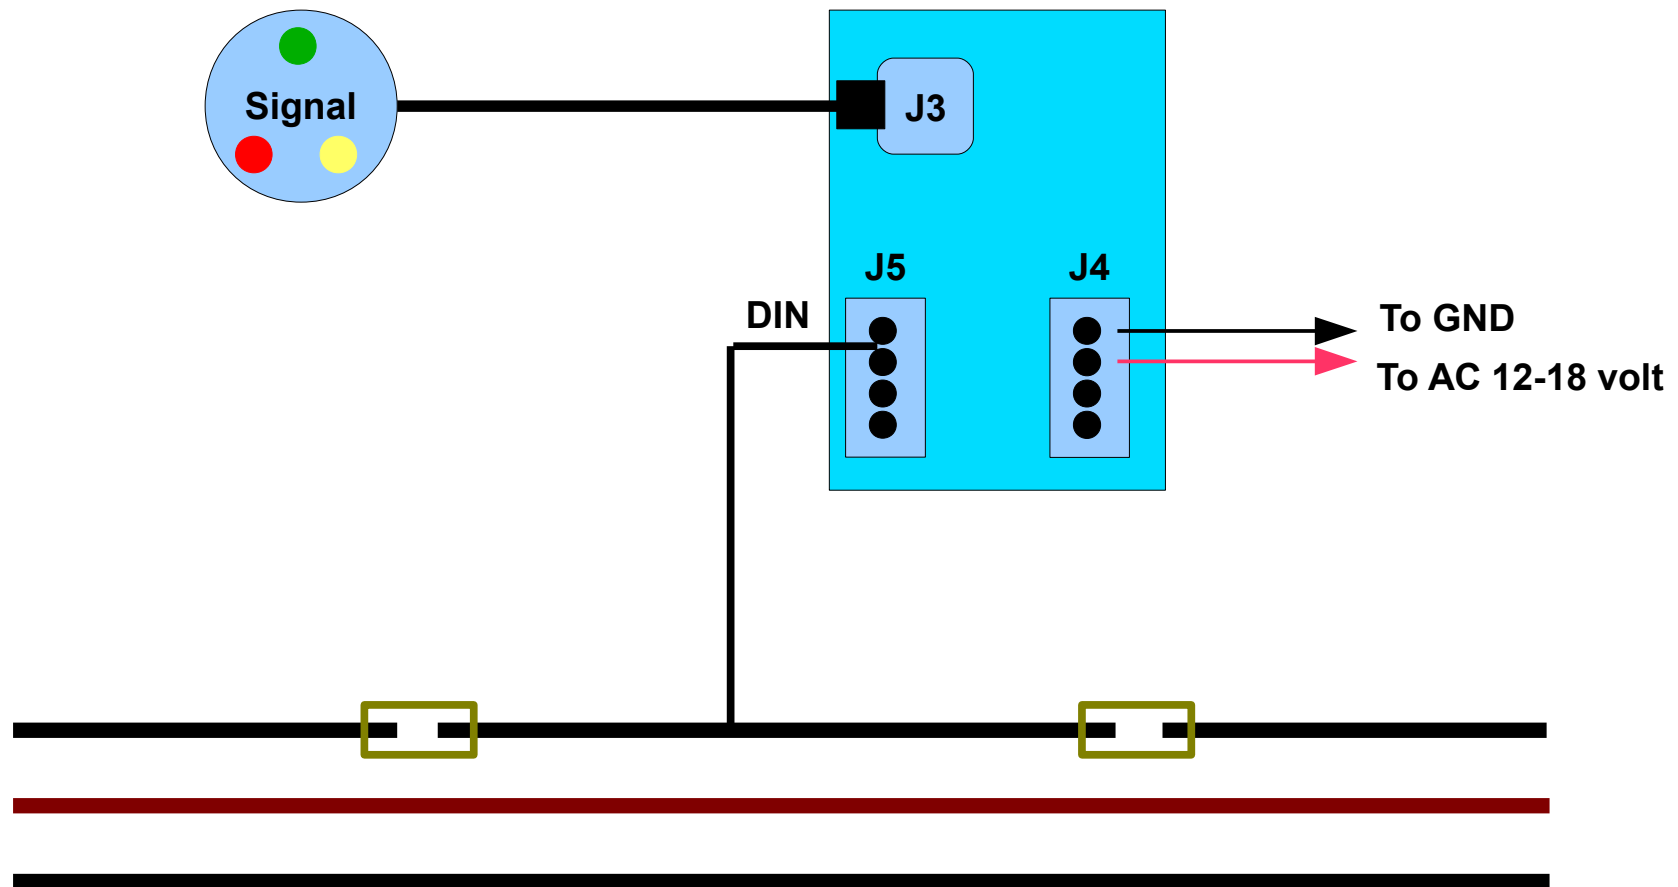 Signal
J3
J5
J4
DIN
To GND
To AC 12-18 volt